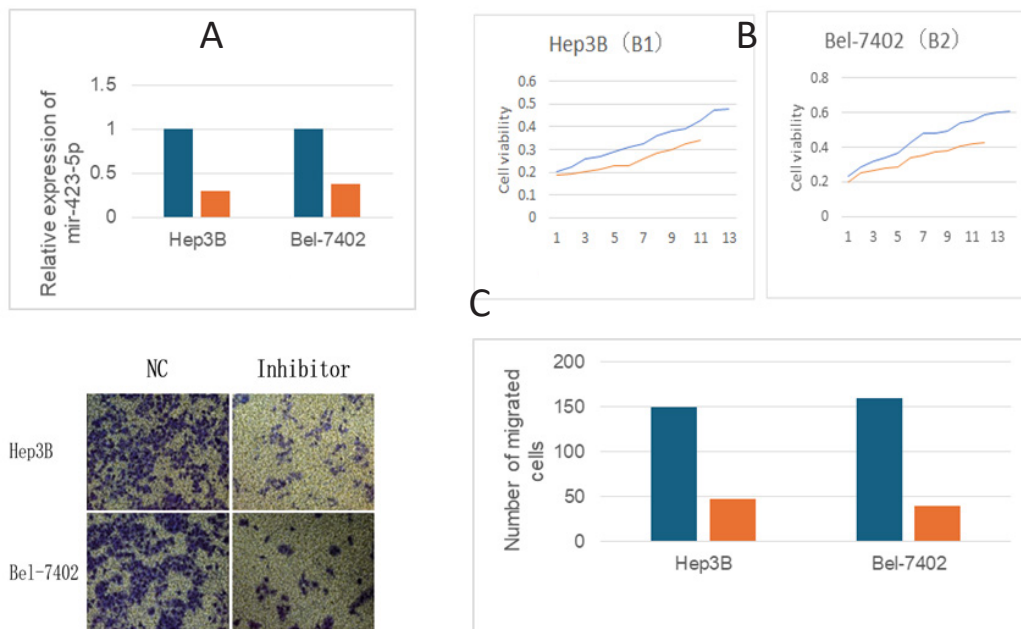 A
1.5
1
0.5
0
Relative expression of
mir-423-5p
Hep3B
Bel-7402
B
Hep3B (B1)
0.6
0.5
0.4
0.3
0.2
0.1
0
Cell viability
1 3 5 7 9 11 13
Bel-7402 (B2)
0.8
0.6
0.4
0.2
0
Cell viability
1 3 5 7 9 11 13
NC
Inhibitor
Hep3B
Bel-7402
C
200
150
100
50
0
Number of migrated
cells
Hep3B
Bel-7402